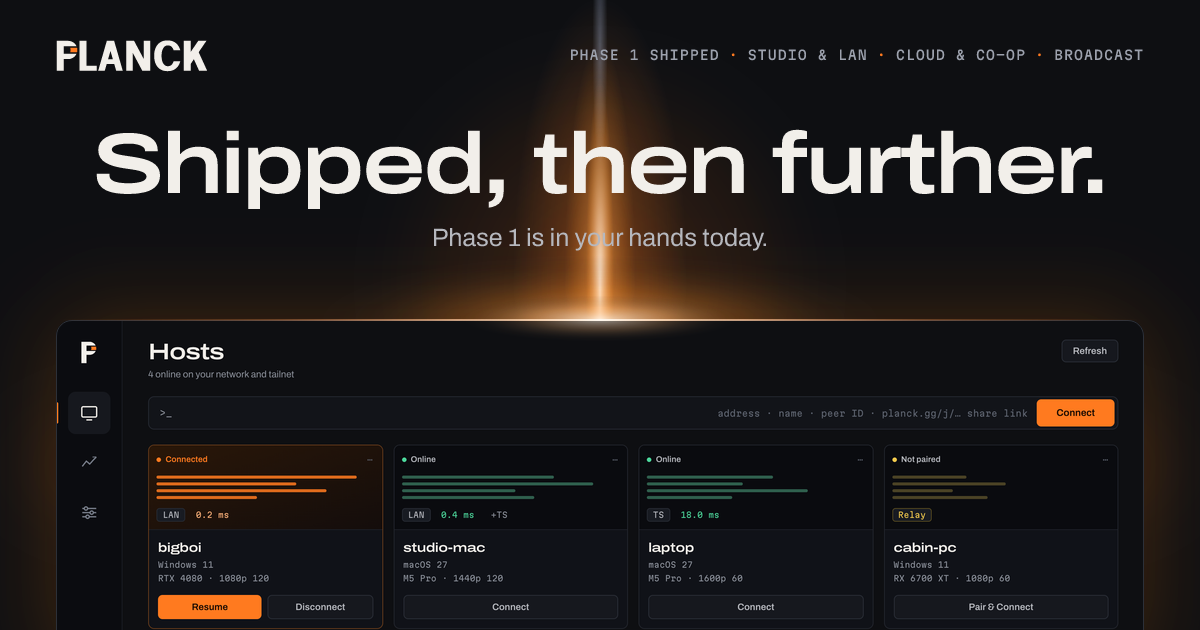 PLANCK
PHASE 1 SHIPPED · STUDIO & LAN · CLOUD & CO-OP · BROADCAST
Shipped, then further.
Phase 1 is in your hands today.
Hosts
4 online on your network and tailnet
Refresh
>_ address · name · peer ID · planck.gg/j/… share link Connect
Connected
LAN 0.2 ms
bigboi
Windows 11
RTX 4080 · 1080p 120
Resume Disconnect
Online
LAN 0.4 ms +TS
studio-mac
macOS 27
M5 Pro · 1440p 120
Connect
Online
TS 18.0 ms
laptop
macOS 27
M5 Pro · 1600p 60
Connect
Not paired
Relay
cabin-pc
Windows 11
RX 6700 XT · 1080p 60
Pair & Connect